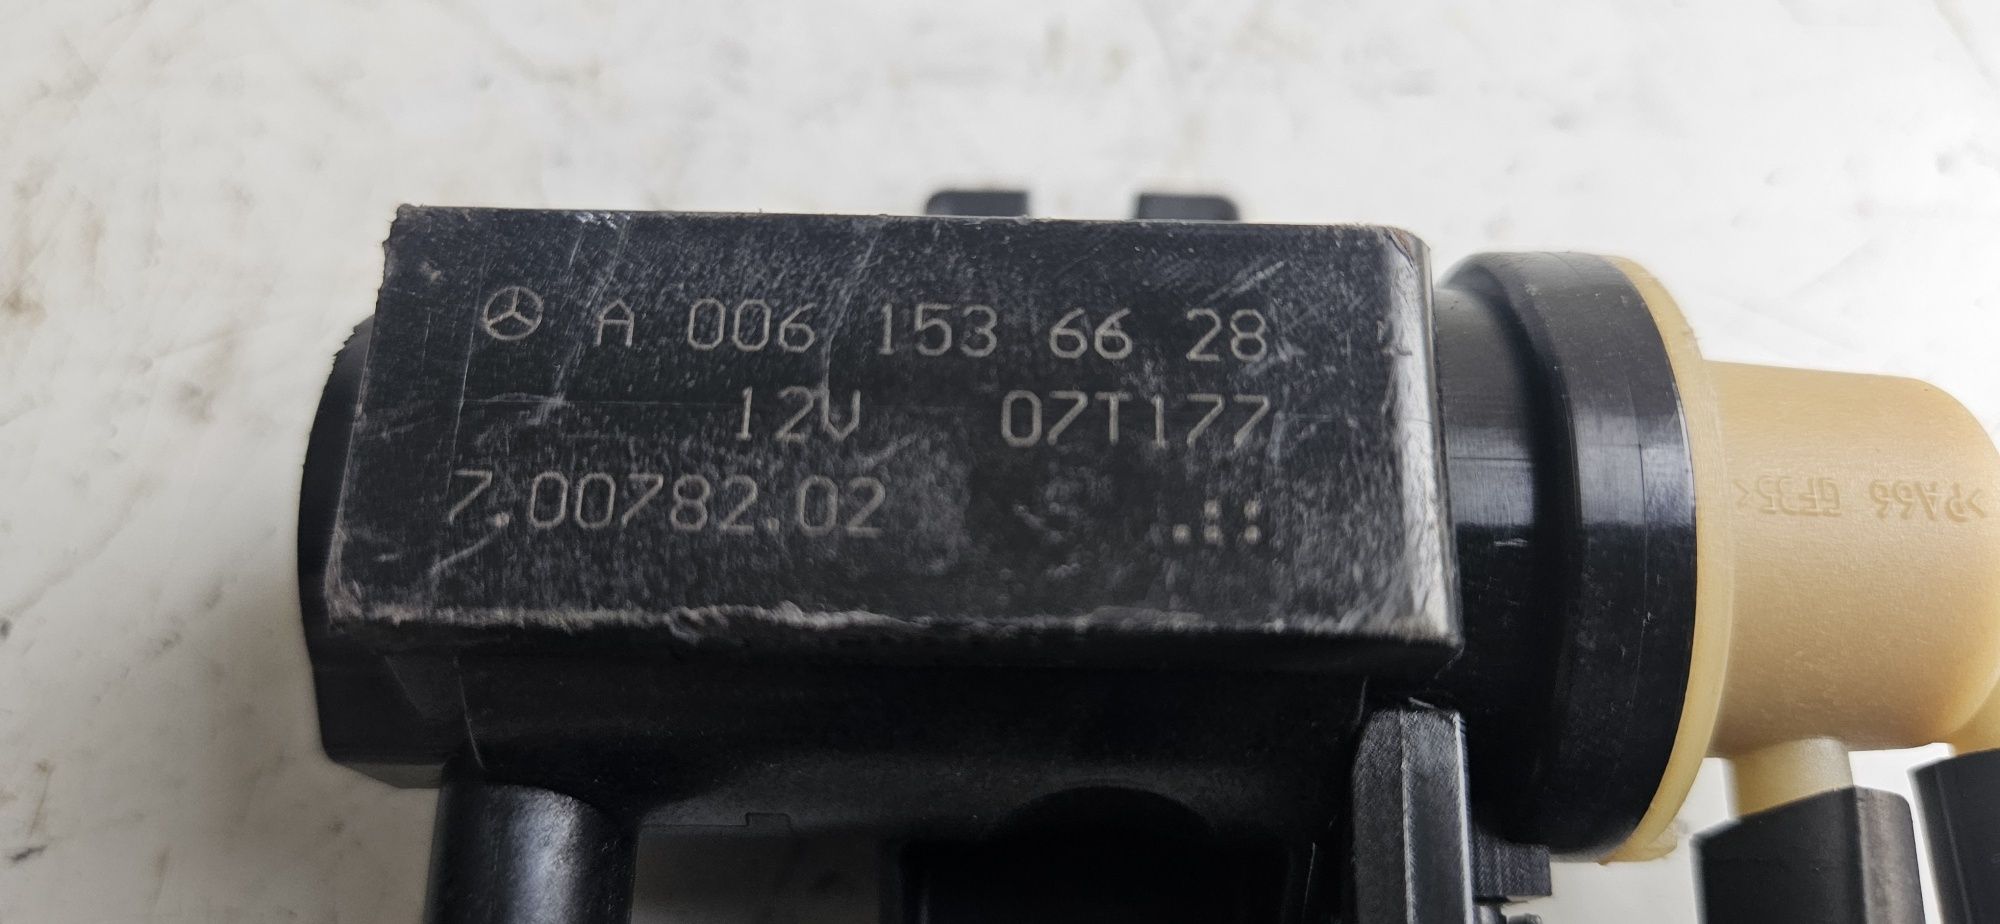 A 006 153 66 28
12V 07T177
7.00782.02
>PA66 GF35<